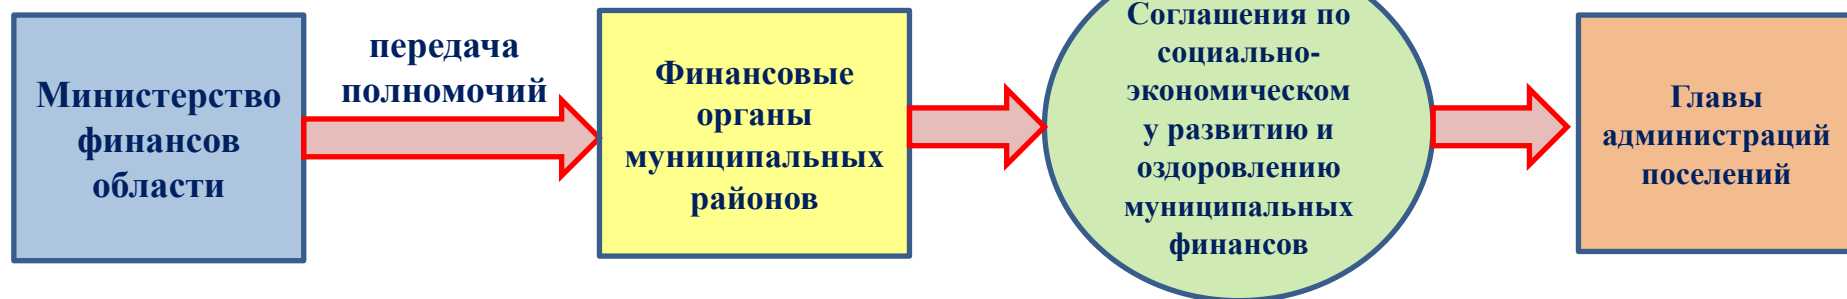 Министерство
финансов
области
передача
полномочий
Финансовые
органы
муниципальных
районов
Соглашения по
социально-
экономическом
у развитию и
оздоровлению
муниципальных
финансов
Главы
администраций
поселений